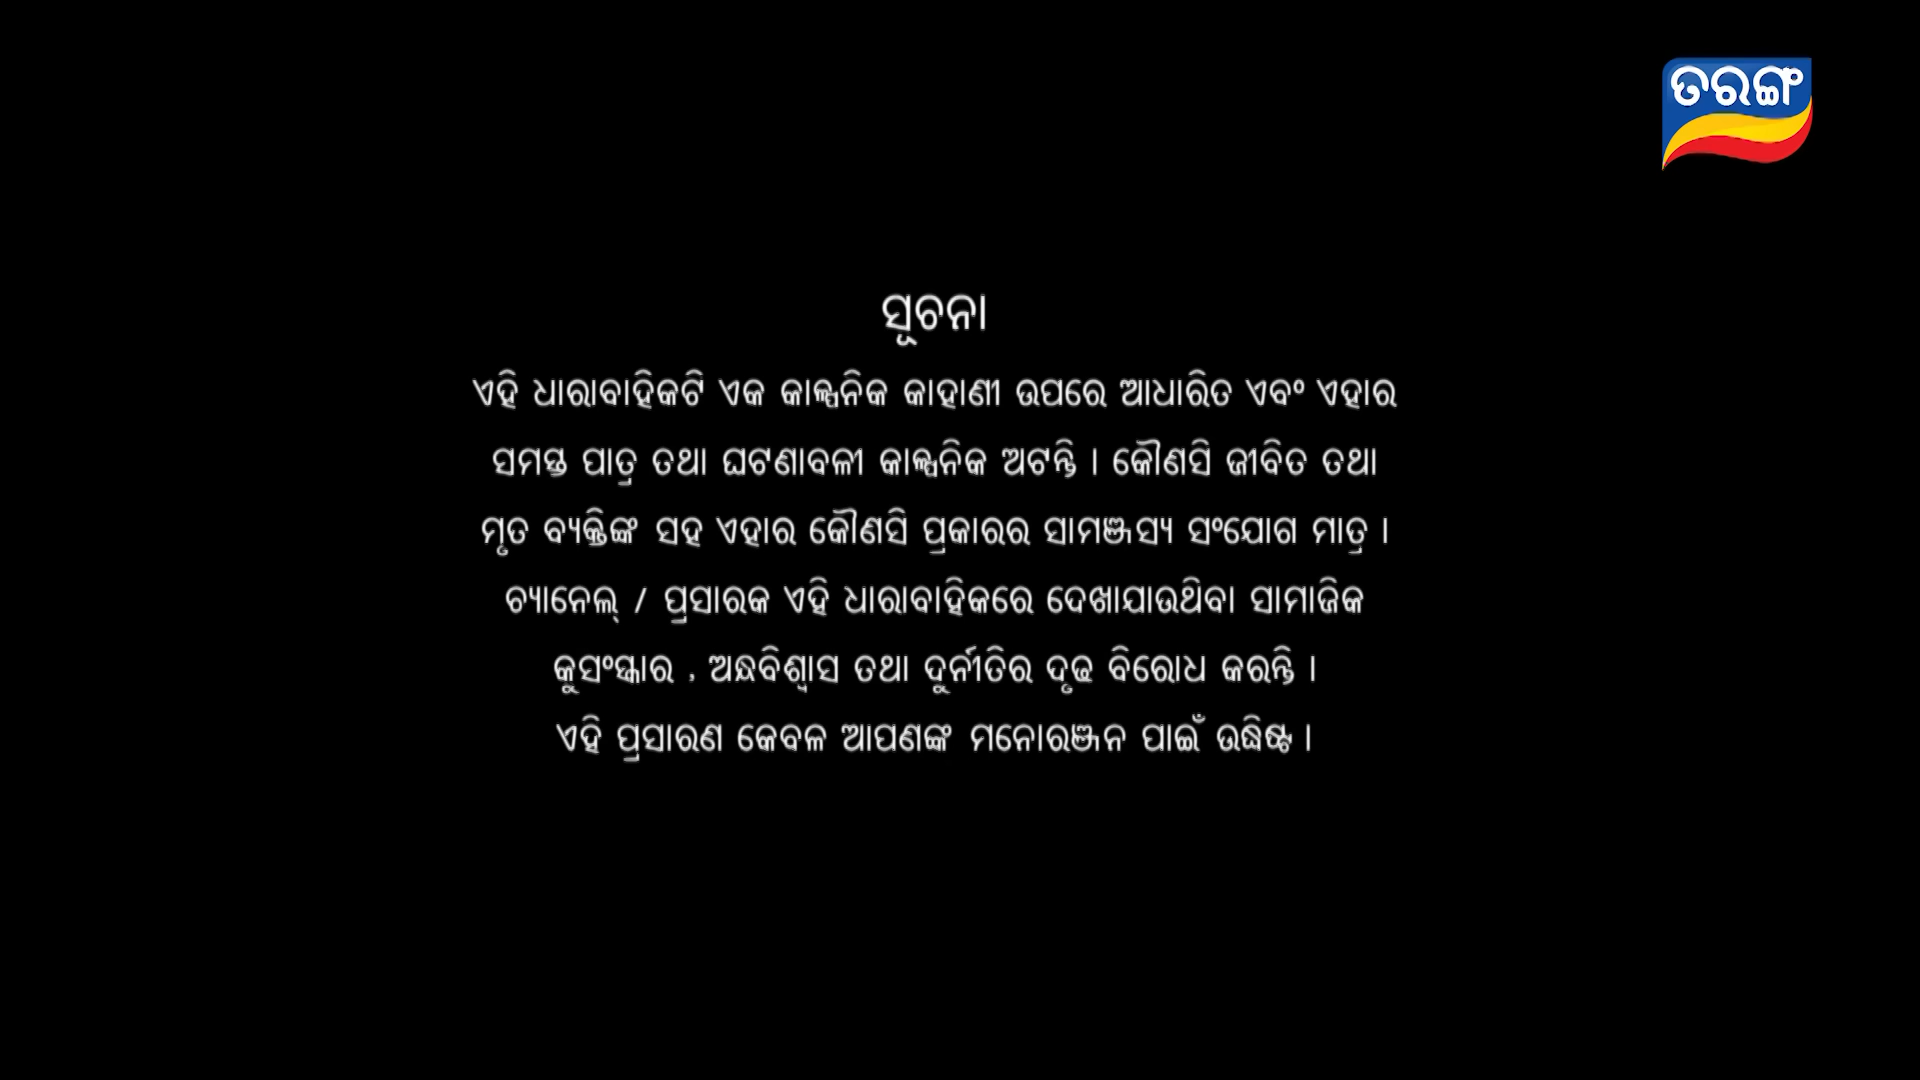 ତରଙ୍ଗ
ସୂଚନା
ଏହି ଧାରାବାହିକଟି ଏକ କାଳ୍ପନିକ କାହାଣୀ ଉପରେ ଆଧାରିତ ଏବଂ ଏହାର
ସମସ୍ତ ପାତ୍ର ତଥା ଘଟଣାବଳୀ କାଳ୍ପନିକ ଅଟନ୍ତି । କୌଣସି ଜୀବିତ ତଥା
ମୃତ ବ୍ୟକ୍ତିଙ୍କ ସହ ଏହାର କୌଣସି ପ୍ରକାରର ସାମଞ୍ଜସ୍ୟ ସଂଯୋଗ ମାତ୍ର ।
ଚ୍ୟାନେଲ୍ / ପ୍ରସାରକ ଏହି ଧାରାବାହିକରେ ଦେଖାଯାଉଥିବା ସାମାଜିକ
କୁସଂସ୍କାର , ଅନ୍ଧବିଶ୍ୱାସ ତଥା ଦୁର୍ନୀତିର ଦୃଢ ବିରୋଧ କରନ୍ତି ।
ଏହି ପ୍ରସାରଣ କେବଳ ଆପଣଙ୍କ ମନୋରଞ୍ଜନ ପାଇଁ ଉଦ୍ଧିଷ୍ଟ ।